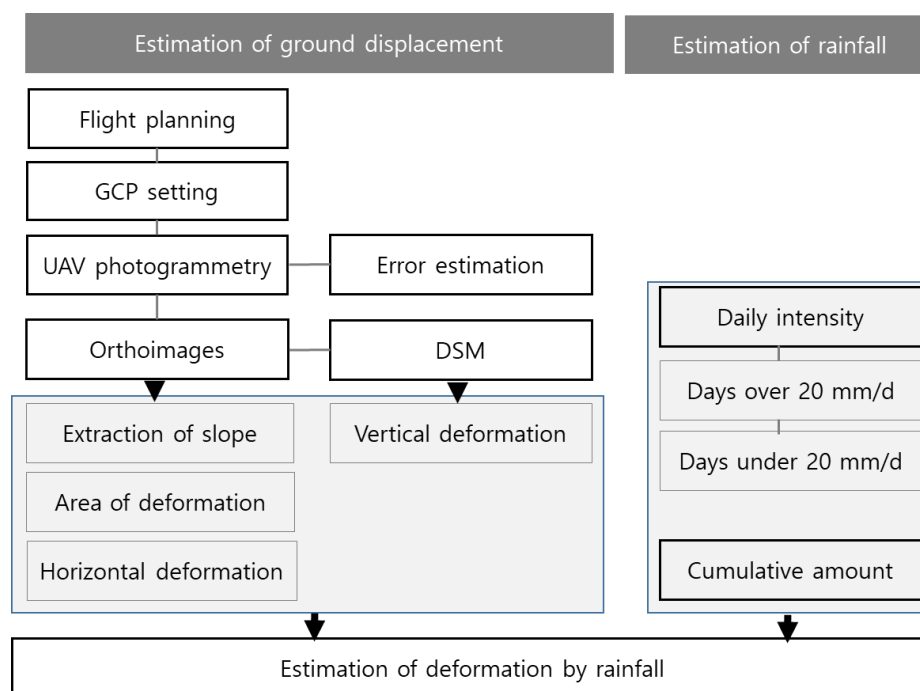 Estimation of ground displacement
Estimation of rainfall
Flight planning
GCP setting
UAV photogrammetry
Error estimation
Orthoimages
DSM
Extraction of slope
Vertical deformation
Area of deformation
Horizontal deformation
Daily intensity
Days over 20 mm/d
Days under 20 mm/d
Cumulative amount
Estimation of deformation by rainfall